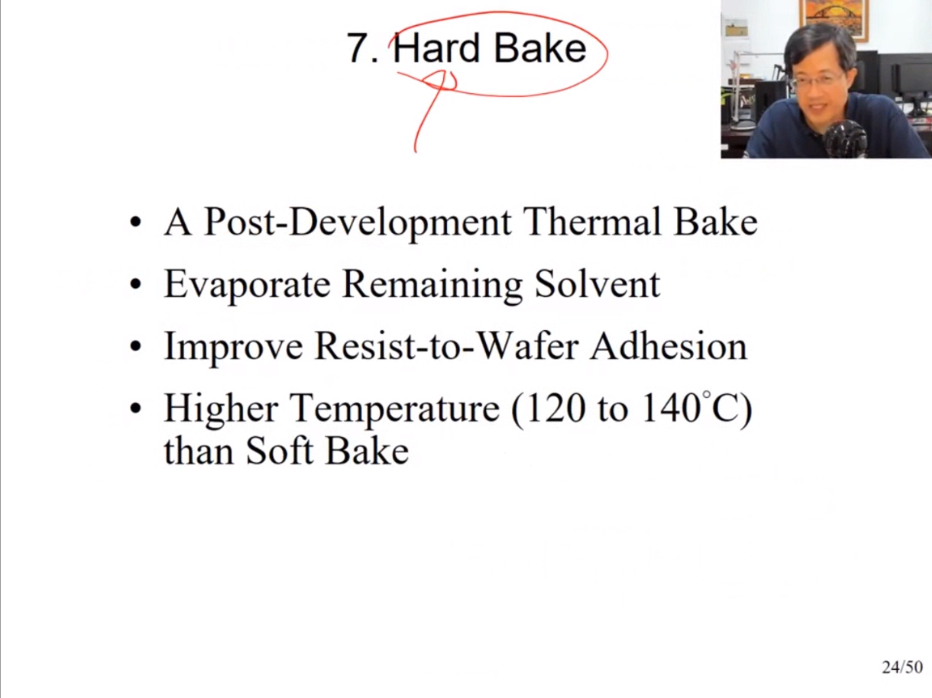 7. Hard Bake
• A Post-Development Thermal Bake
• Evaporate Remaining Solvent
• Improve Resist-to-Wafer Adhesion
• Higher Temperature (120 to 140°C)
than Soft Bake
24/50